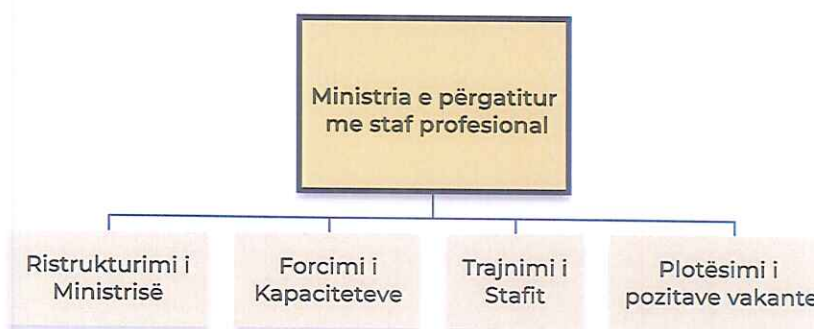 Ministria e përgatitur
me staf profesional
Ristrukturimi i
Ministrisë
Forcimi i
Kapaciteteve
Trajnimi i
Stafit
Plotësimi i
pozitave vakante